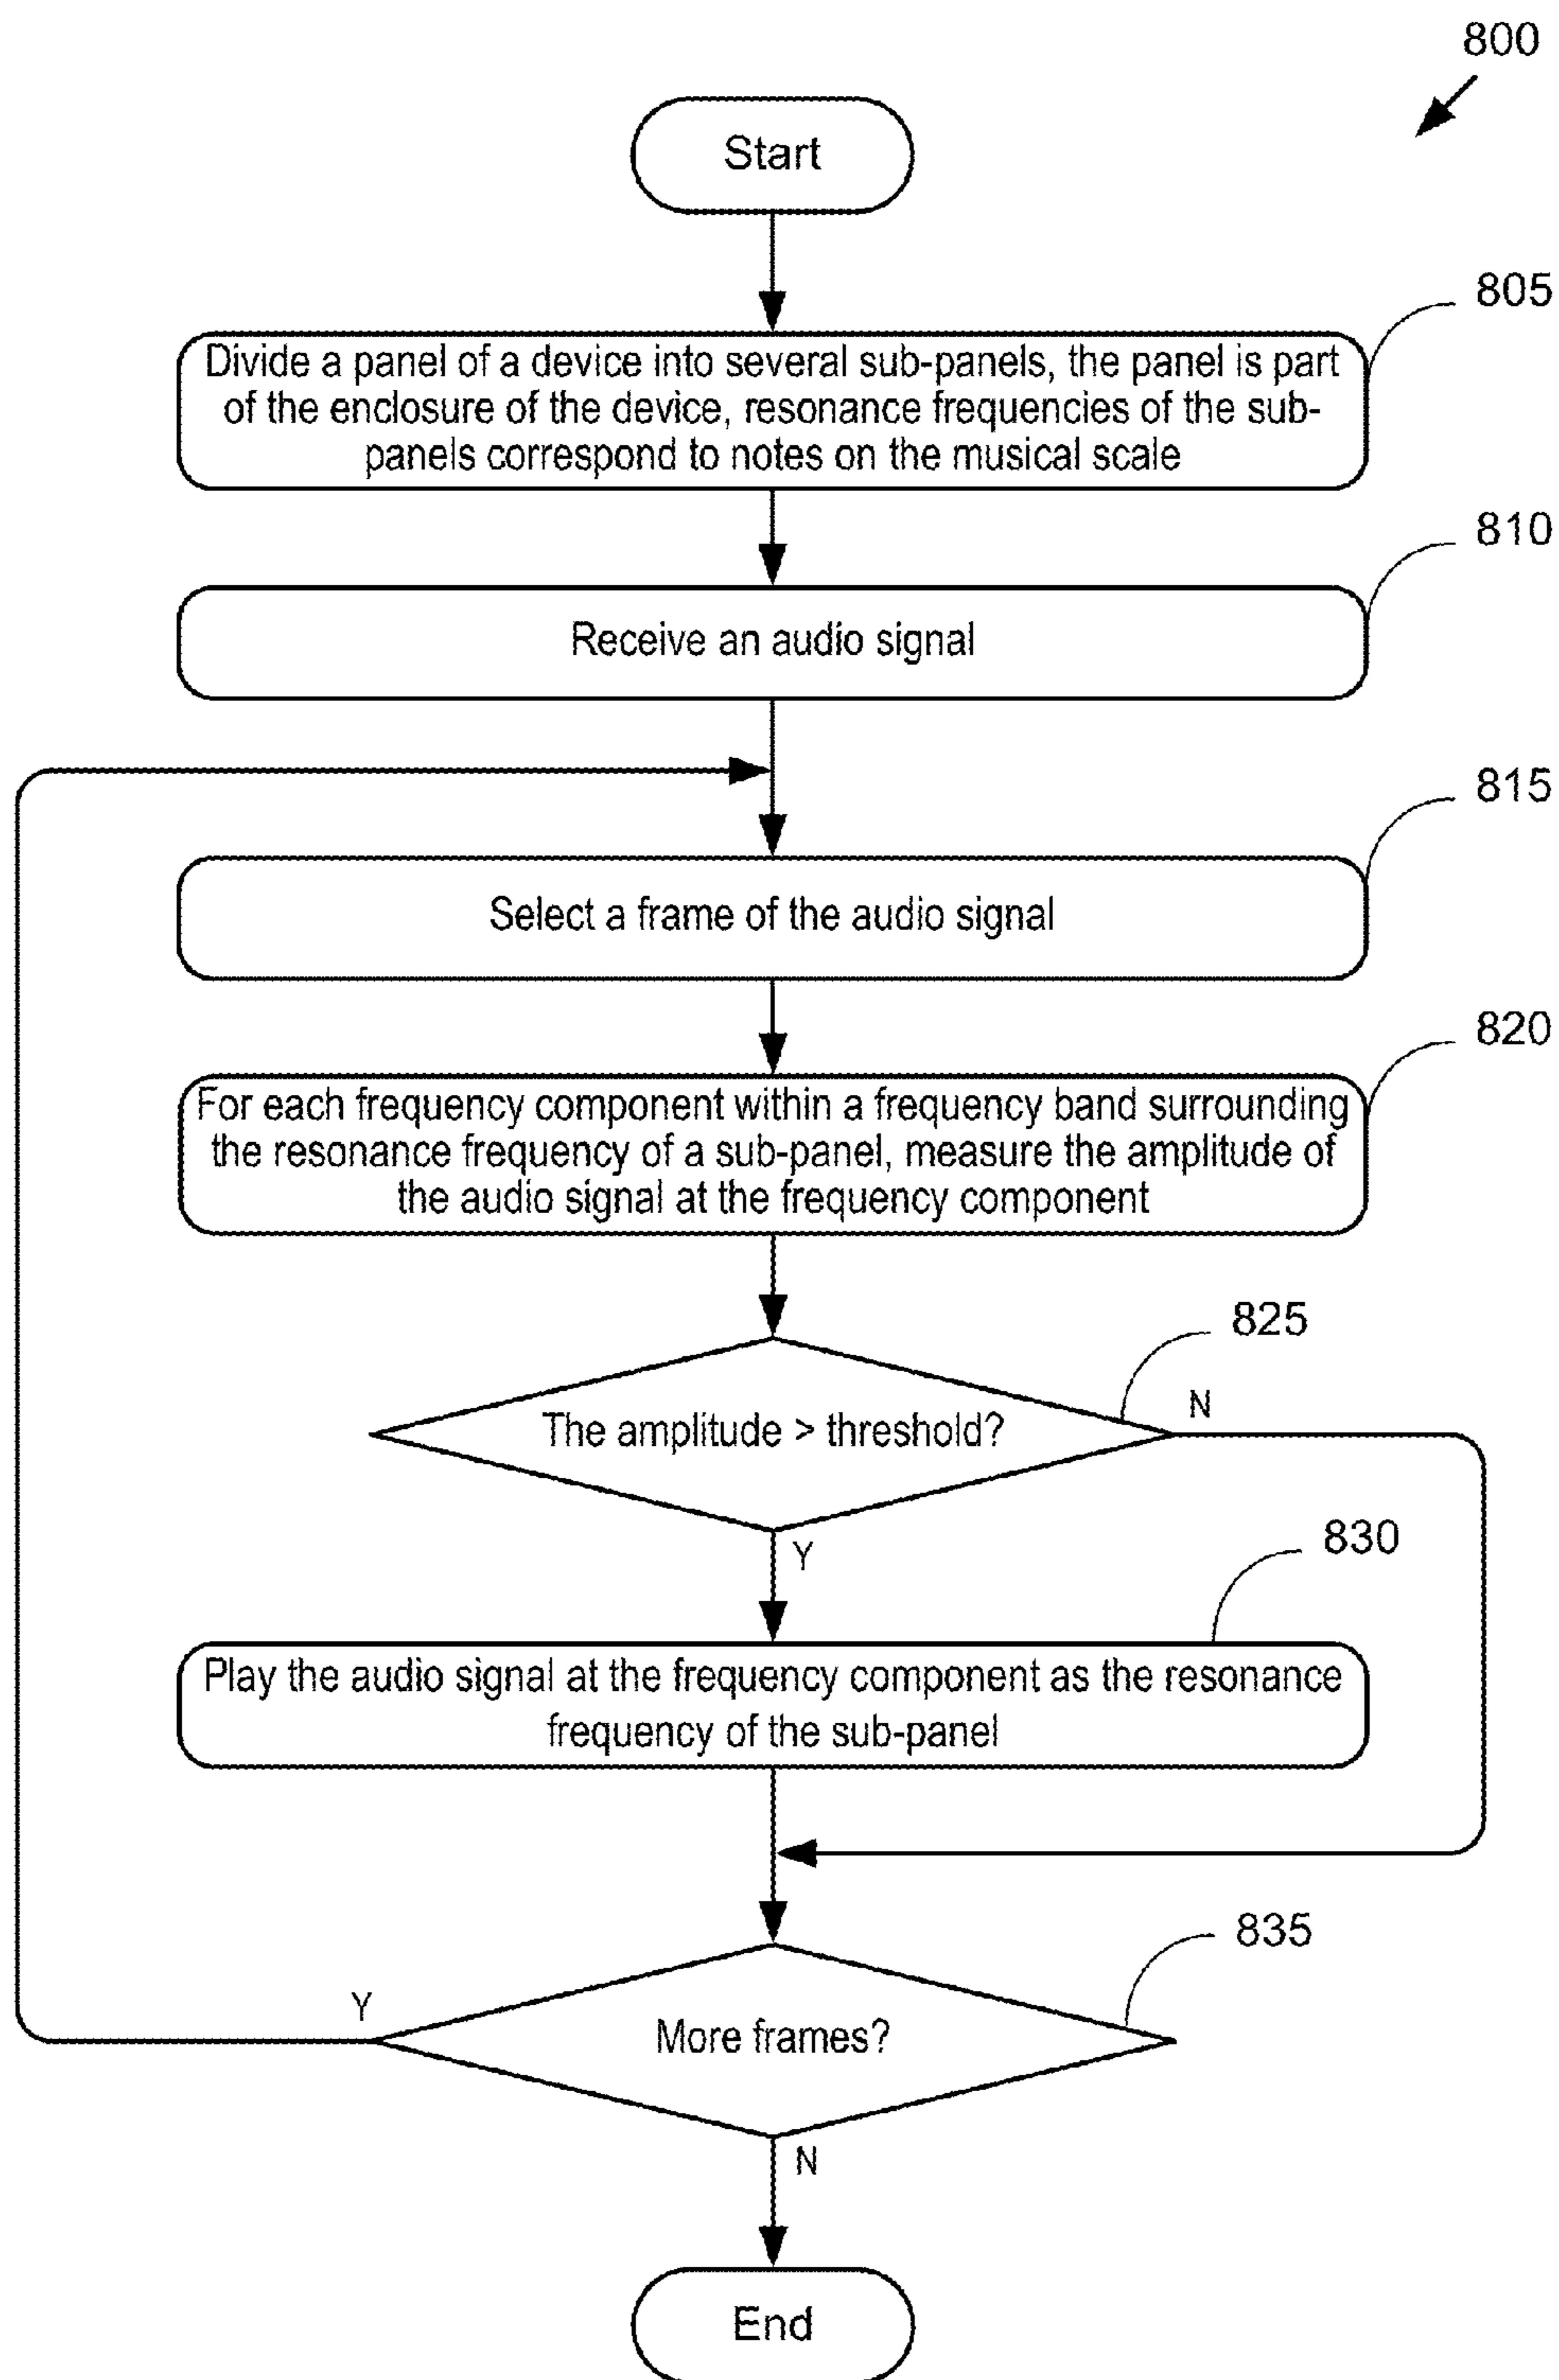 800
Start
805
Divide a panel of a device into several sub-panels, the panel is part
of the enclosure of the device, resonance frequencies of the sub-
panels correspond to notes on the musical scale
810
Receive an audio signal
815
Select a frame of the audio signal
820
For each frequency component within a frequency band surrounding
the resonance frequency of a sub-panel, measure the amplitude of
the audio signal at the frequency component
825
The amplitude > threshold?
N
Y
830
Play the audio signal at the frequency component as the resonance
frequency of the sub-panel
835
Y
More frames?
N
End